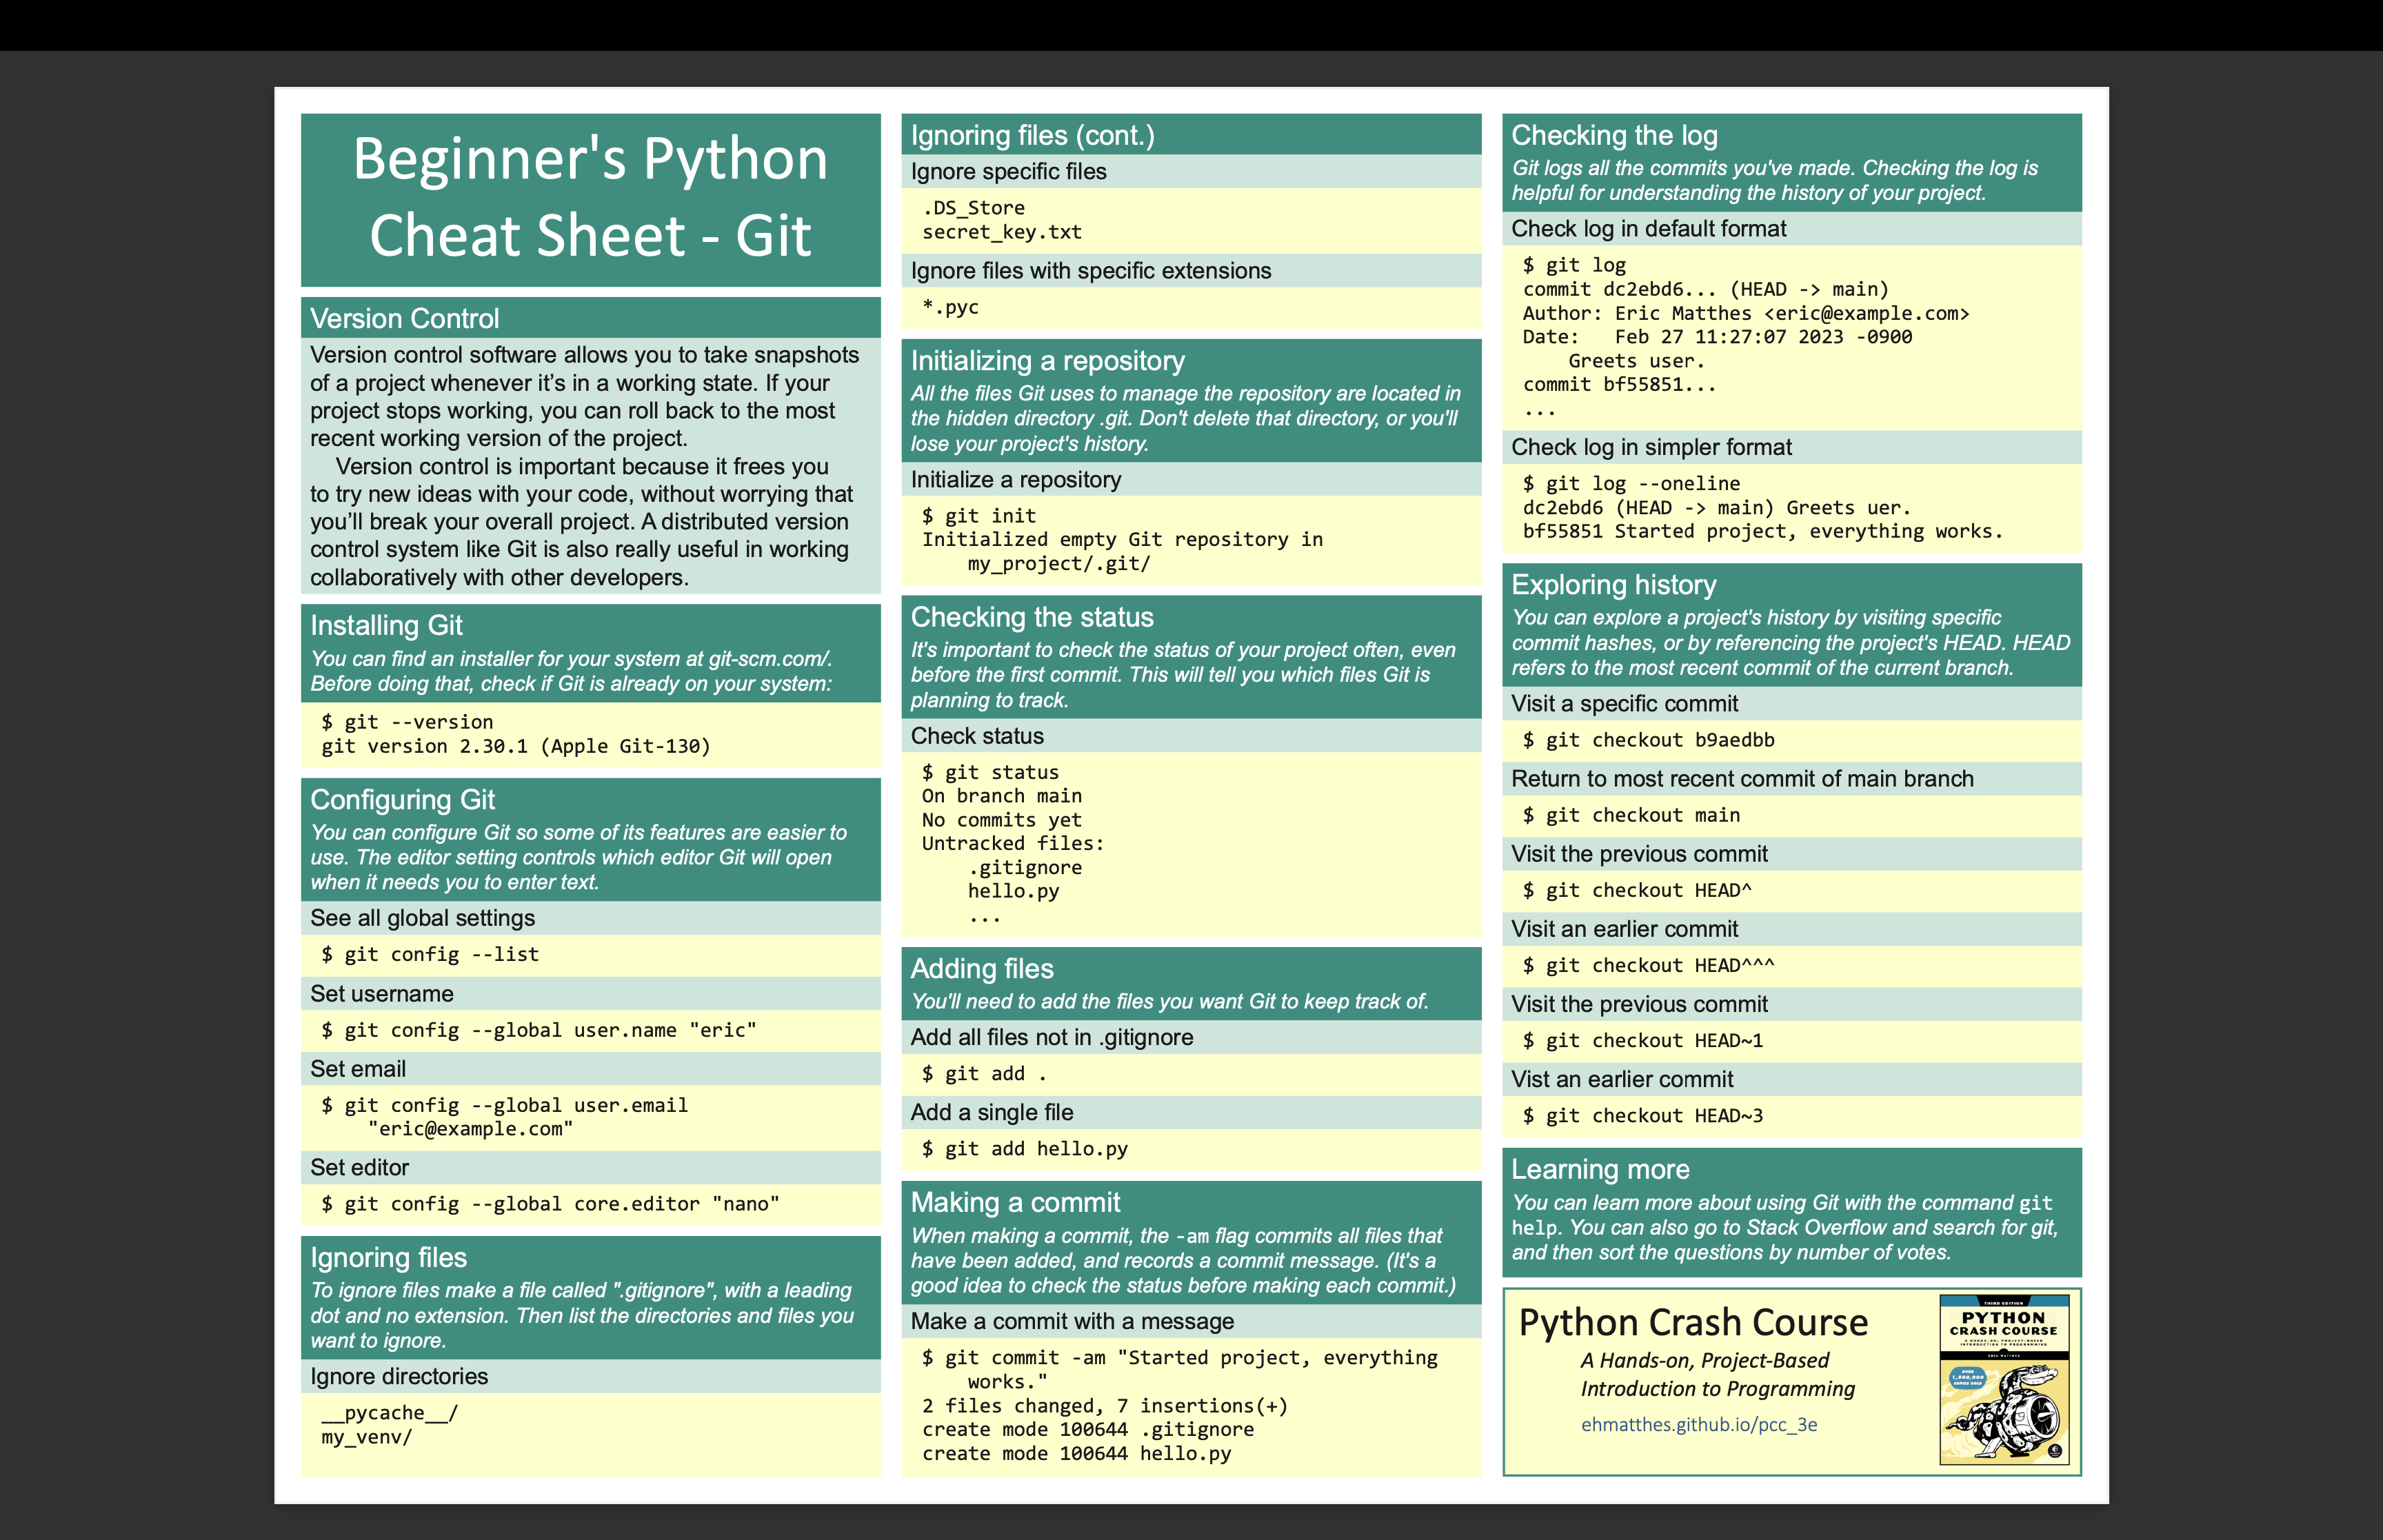 Beginner's Python
Cheat Sheet - Git
Version Control
Version control software allows you to take snapshots
of a project whenever it’s in a working state. If your
project stops working, you can roll back to the most
recent working version of the project.
Version control is important because it frees you
to try new ideas with your code, without worrying that
you’ll break your overall project. A distributed version
control system like Git is also really useful in working
collaboratively with other developers.
Installing Git
You can find an installer for your system at git-scm.com/.
Before doing that, check if Git is already on your system:
$ git --version
git version 2.30.1 (Apple Git-130)
Configuring Git
You can configure Git so some of its features are easier to
use. The editor setting controls which editor Git will open
when it needs you to enter text.
See all global settings
$ git config --list
Set username
$ git config --global user.name "eric"
Set email
$ git config --global user.email
"eric@example.com"
Set editor
$ git config --global core.editor "nano"
Ignoring files
To ignore files make a file called ".gitignore", with a leading
dot and no extension. Then list the directories and files you
want to ignore.
Ignore directories
__pycache__/
my_venv/
Ignoring files (cont.)
Ignore specific files
.DS_Store
secret_key.txt
Ignore files with specific extensions
*.pyc
Initializing a repository
All the files Git uses to manage the repository are located in
the hidden directory .git. Don't delete that directory, or you'll
lose your project's history.
Initialize a repository
$ git init
Initialized empty Git repository in
my_project/.git/
Checking the status
It's important to check the status of your project often, even
before the first commit. This will tell you which files Git is
planning to track.
Check status
$ git status
On branch main
No commits yet
Untracked files:
.gitignore
hello.py
...
Adding files
You'll need to add the files you want Git to keep track of.
Add all files not in .gitignore
$ git add .
Add a single file
$ git add hello.py
Making a commit
When making a commit, the -am flag commits all files that
have been added, and records a commit message. (It's a
good idea to check the status before making each commit.)
Make a commit with a message
$ git commit -am "Started project, everything
works."
2 files changed, 7 insertions(+)
create mode 100644 .gitignore
create mode 100644 hello.py
Checking the log
Git logs all the commits you've made. Checking the log is
helpful for understanding the history of your project.
Check log in default format
$ git log
commit dc2ebd6... (HEAD -> main)
Author: Eric Matthes <eric@example.com>
Date:   Feb 27 11:27:07 2023 -0900
Greets user.
commit bf55851...
...
Check log in simpler format
$ git log --oneline
dc2ebd6 (HEAD -> main) Greets uer.
bf55851 Started project, everything works.
Exploring history
You can explore a project's history by visiting specific
commit hashes, or by referencing the project's HEAD. HEAD
refers to the most recent commit of the current branch.
Visit a specific commit
$ git checkout b9aedbb
Return to most recent commit of main branch
$ git checkout main
Visit the previous commit
$ git checkout HEAD^
Visit an earlier commit
$ git checkout HEAD^^^
Visit the previous commit
$ git checkout HEAD~1
Vist an earlier commit
$ git checkout HEAD~3
Learning more
You can learn more about using Git with the command git
help. You can also go to Stack Overflow and search for git,
and then sort the questions by number of votes.
Python Crash Course
A Hands-on, Project-Based
Introduction to Programming
ehmatthes.github.io/pcc_3e
THIRD EDITION
PYTHON
CRASH COURSE
A HANDS-ON, PROJECT-BASED
INTRODUCTION TO PROGRAMMING
ERIC MATTHES
OVER
1,500,000
COPIES SOLD